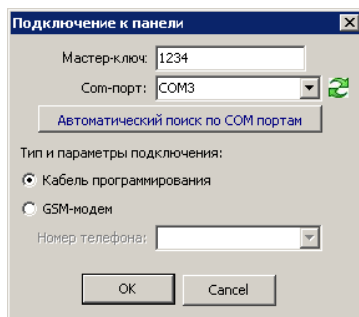 Подключение к панели
Мастер-ключ: 1234
Com-порт: COM3
Автоматический поиск по COM портам
Тип и параметры подключения:
Кабель программирования
GSM-модем
Номер телефона:
OK Cancel